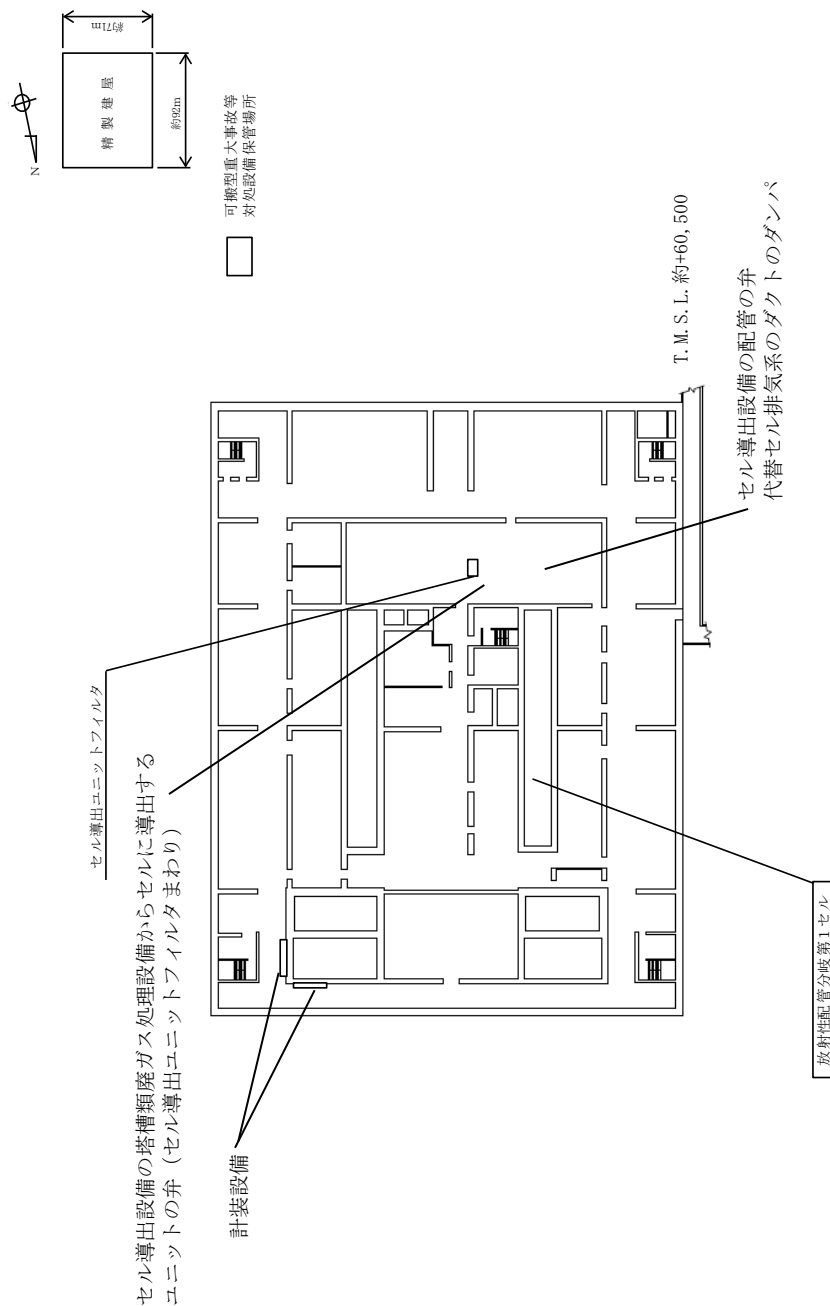 セル導出設備の塔槽類廃ガス処理設備からセルに導出する
ユニットの弁（セル導出ユニットフィルタまわり）
セル導出ユニットフィルタ
計装設備
放射性配管分岐第1セル
セル導出設備の配管の弁
代替セル排気系のダクトのダンパ
T.M.S.L.約+60,500
可搬型重大事故等
対処設備保管場所
N
精製建屋
約92m
約71m